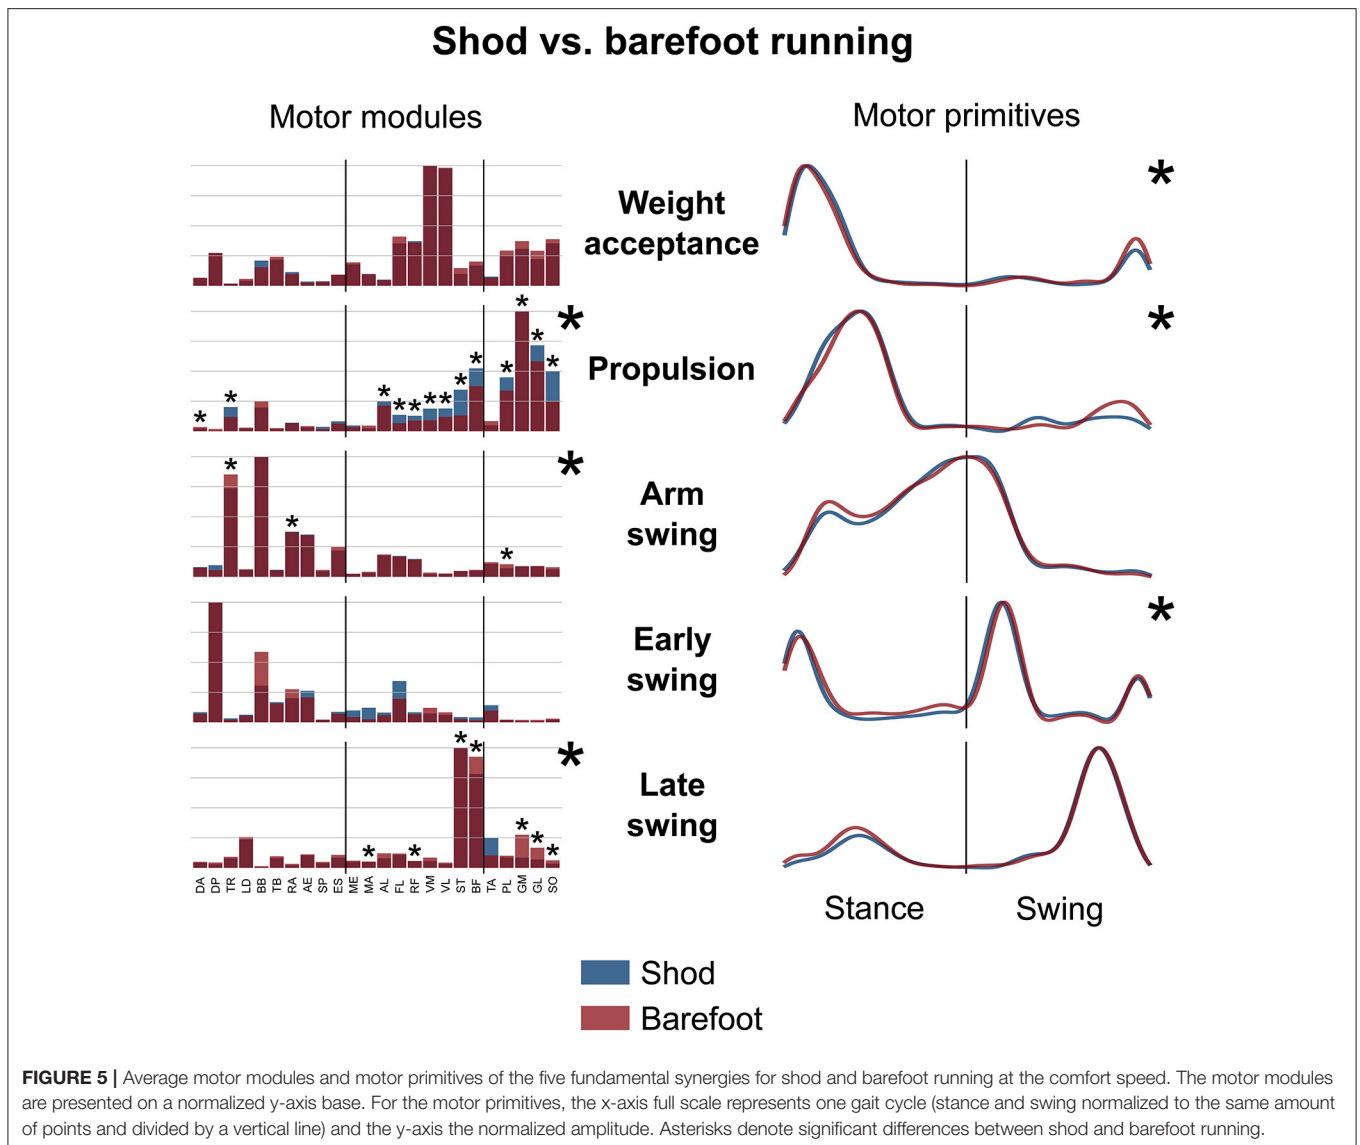 Shod vs. barefoot running
Motor modules
Motor primitives
Weight
acceptance
*
* * * * * * * * * * * * * *
*
Propulsion
*
* * *
*
Arm
swing
Early
swing
*
* * * * * * *
*
Late
swing
DA DP TR LD BB TB RA AE SP ES ME MA AL FL RF VM VL ST BF TA PL GM GL SO
Stance
Swing
Shod
Barefoot
FIGURE 5 | Average motor modules and motor primitives of the five fundamental synergies for shod and barefoot running at the comfort speed. The motor modules
are presented on a normalized y-axis base. For the motor primitives, the x-axis full scale represents one gait cycle (stance and swing normalized to the same amount
of points and divided by a vertical line) and the y-axis the normalized amplitude. Asterisks denote significant differences between shod and barefoot running.